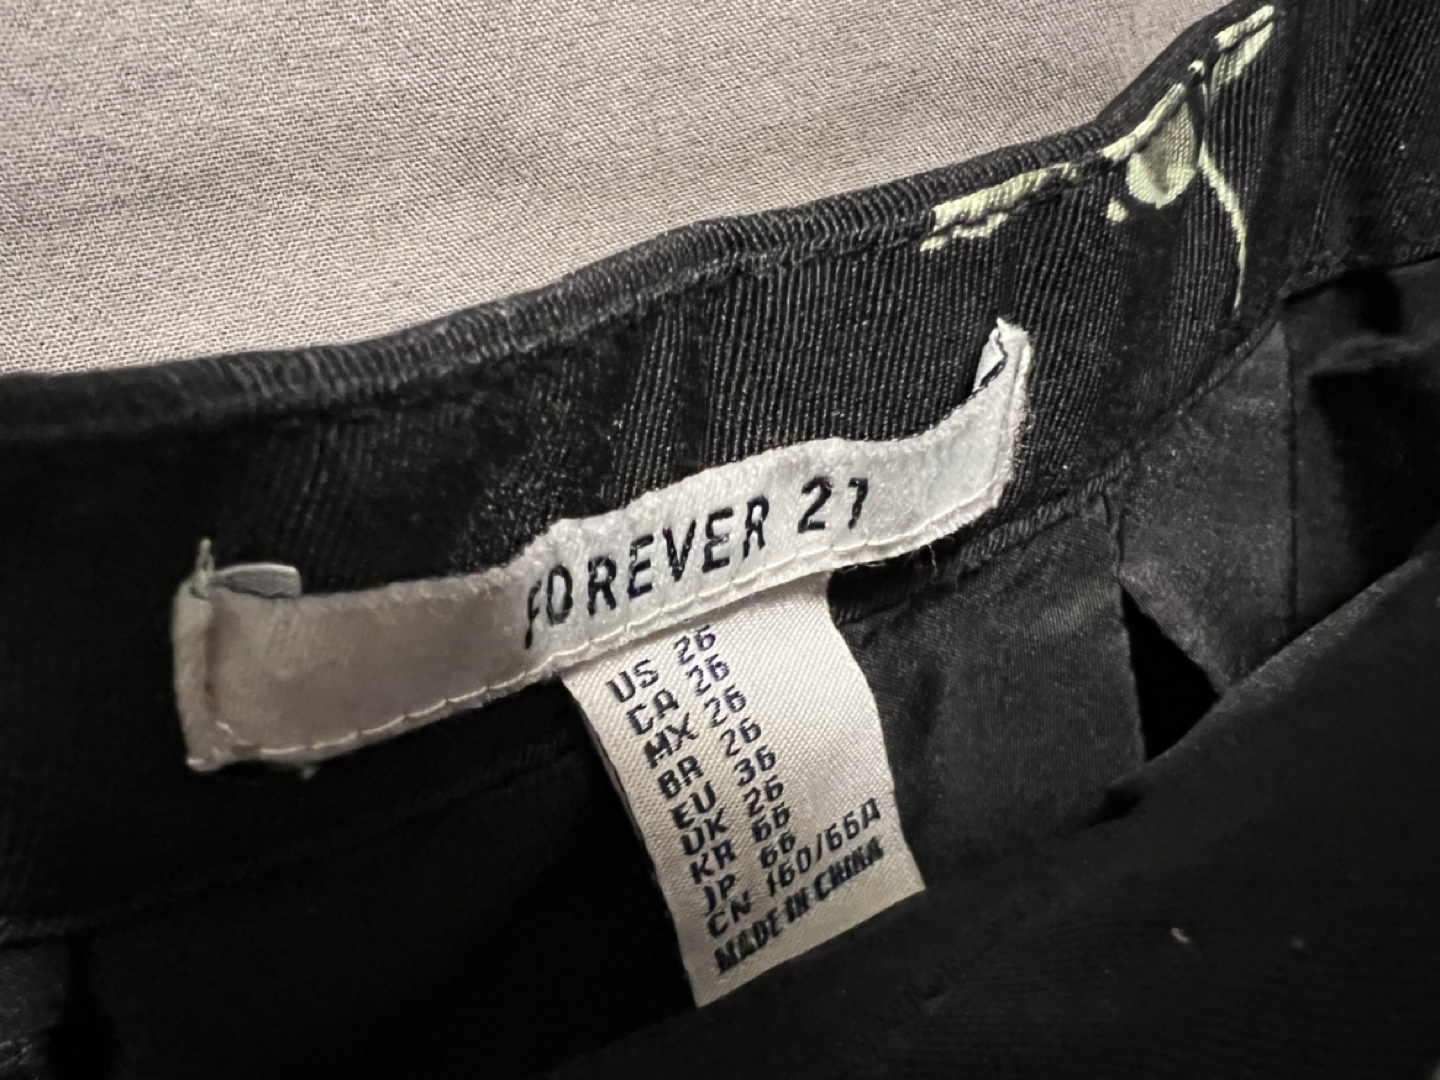 FOREVER 21
US 26
CA 26
MX 26
BR 26
EU 36
UK 26
KR 66
JP 66
CN 160/66A
MADE IN CHINA